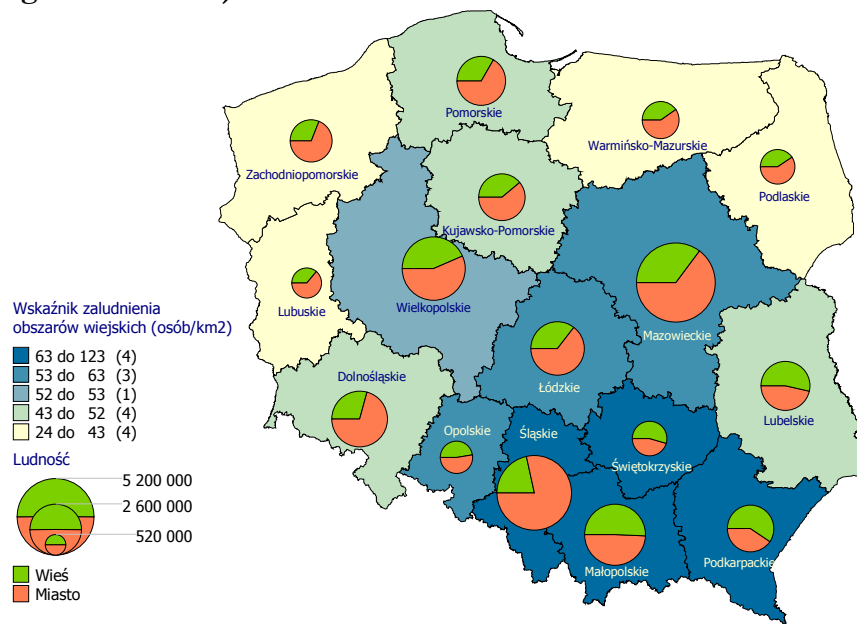 Pomorskie
Warmińsko-Mazurskie
Zachodniopomorskie
Podlaskie
Kujawsko-Pomorskie
Wielkopolskie
Lubuskie
Mazowieckie
Wskaźnik zaludnienia
obszarów wiejskich (osób/km2)
63 do 123 (4)
53 do 63 (3)
52 do 53 (1)
43 do 52 (4)
24 do 43 (4)
Dolnośląskie
Łódzkie
Lubelskie
Opolskie
Śląskie
Świętokrzyskie
Ludność
5 200 000
2 600 000
520 000
Małopolskie
Podkarpackie
Wieś
Miasto